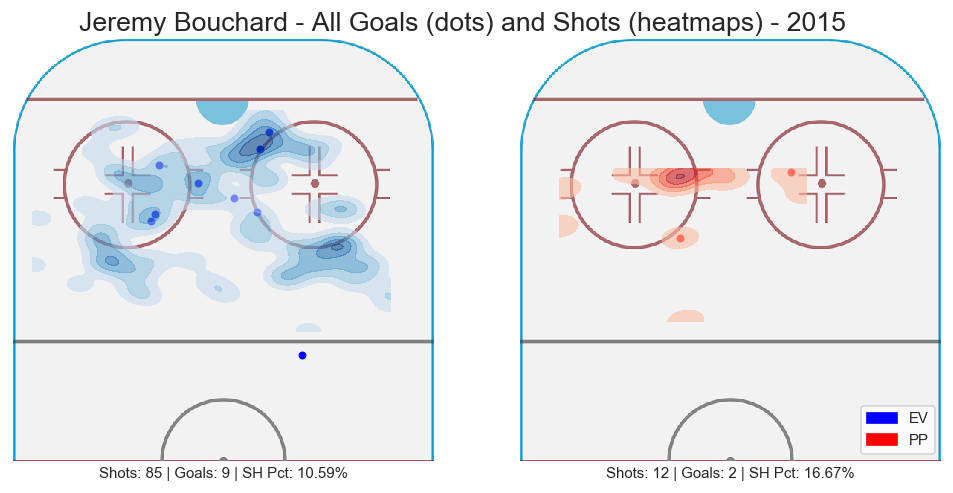 Jeremy Bouchard - All Goals (dots) and Shots (heatmaps) - 2015
EV
PP
Shots: 85 | Goals: 9 | SH Pct: 10.59%
Shots: 12 | Goals: 2 | SH Pct: 16.67%